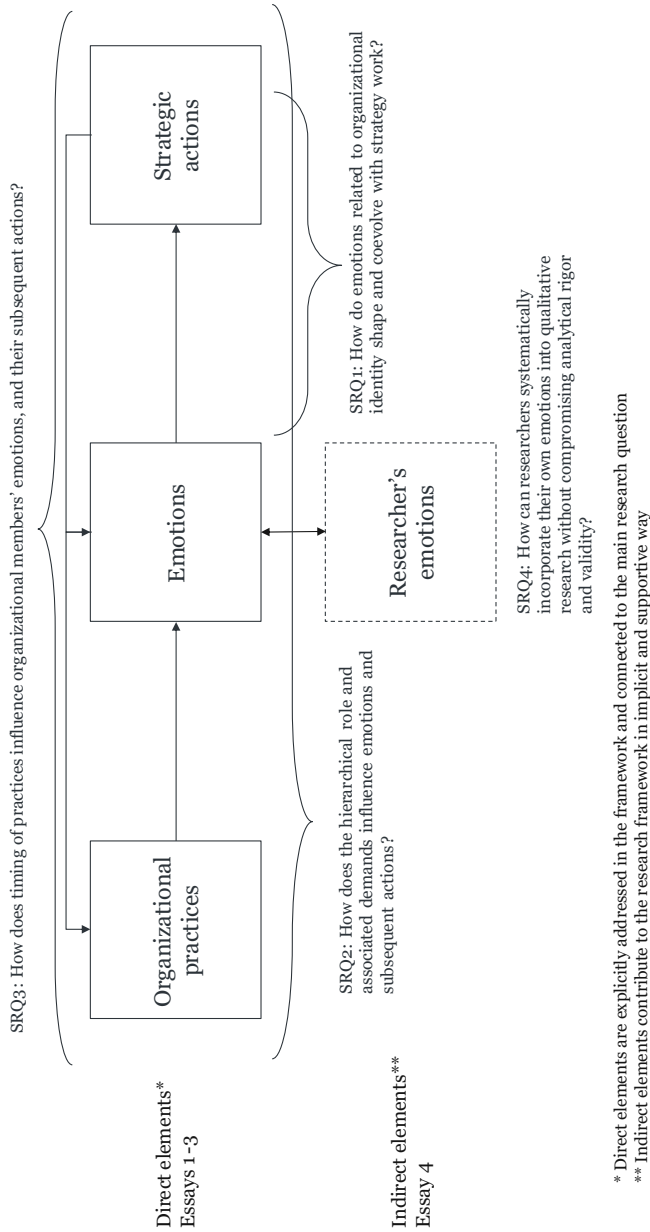 SRQ3: How does timing of practices influence organizational members’ emotions, and their subsequent actions?
Direct elements*
Essays 1-3
Organizational
practices
Emotions
Strategic
actions
SRQ2: How does the hierarchical role and
associated demands influence emotions and
subsequent actions?
SRQ1: How do emotions related to organizational
identity shape and coevolve with strategy work?
Indirect elements**
Essay 4
Researcher’s
emotions
SRQ4: How can researchers systematically
incorporate their own emotions into qualitative
research without compromising analytical rigor
and validity?
* Direct elements are explicitly addressed in the framework and connected to the main research question
** Indirect elements contribute to the research framework in implicit and supportive way